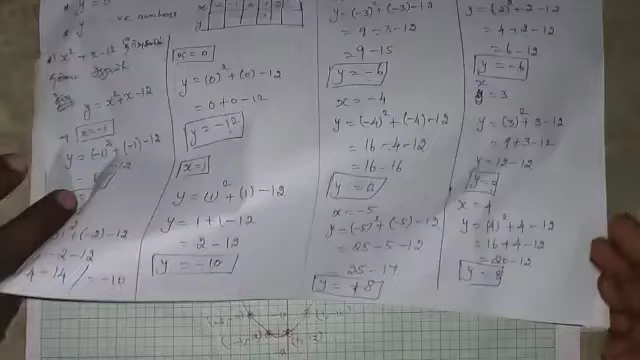 y = 0
y -ve numbers
x² + x - 12
y = x² + x - 12
x = -1
y = (-1)² + (-1) - 12
(-2) - 12
- 2 - 12
4 - 14 = -10
x
x = 0
y = (0)² + (0) - 12
= 0 + 0 - 12
y = -12
x = 1
y = (1)² + (1) - 12
y = 1 + 1 - 12
= 2 - 12
y = -10
y = (-3)² + (-3) - 12
= 9 - 3 - 12
= 9 - 15
y = -6
x = -4
y = (-4)² + (-4) - 12
= 16 - 4 - 12
= 16 - 16
y = 0
x = -5
y = (-5)² + (-5) - 12
= 25 - 5 - 12
25 - 17
y = +8
y = (2)² + 2 - 12
= 4 + 2 - 12
= 6 - 12
y = -6
x = 3
y = (3)² + 3 - 12
= 9 + 3 - 12
y = 12 - 12
y = 0
x = 4
y = (4)² + 4 - 12
= 16 + 4 - 12
= 20 - 12
y = 8